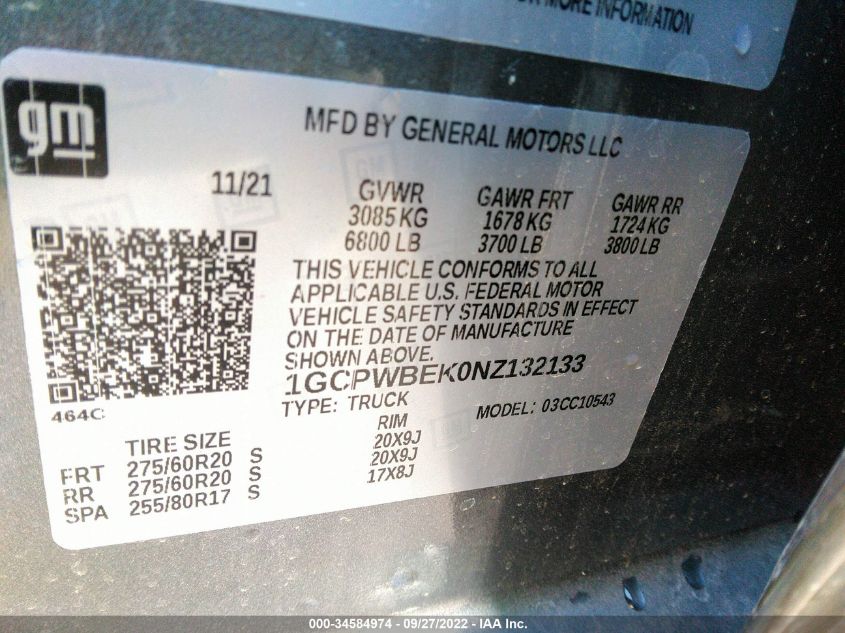 OR MORE INFORMATION
gm
MFD BY GENERAL MOTORS LLC
11/21
GVWR GAWR FRT GAWR RR
3085 KG 1678 KG 1724 KG
6800 LB 3700 LB 3800 LB
THIS VEHICLE CONFORMS TO ALL
APPLICABLE U.S. FEDERAL MOTOR
VEHICLE SAFETY STANDARDS IN EFFECT
ON THE DATE OF MANUFACTURE
SHOWN ABOVE.
1GCPWBEK0NZ132133
464C
TYPE: TRUCK MODEL: 03CC10543
TIRE SIZE RIM
FRT 275/60R20 S 20X9J
RR 275/60R20 S 20X9J
SPA 255/80R17 S 17X8J
000-34584974 - 09/27/2022 - IAA Inc.